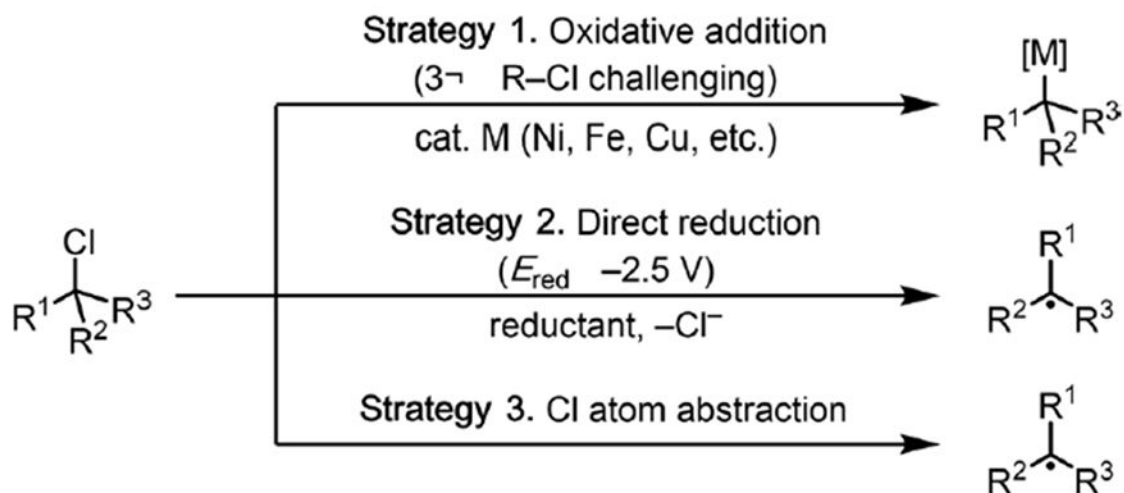 Strategy 1. Oxidative addition
(3¬ R–Cl challenging)
cat. M (Ni, Fe, Cu, etc.)
[M]
R¹ R² R³
Cl
R¹ R² R³
Strategy 2. Direct reduction
(E_red –2.5 V)
reductant, –Cl⁻
R¹
R² R³
Strategy 3. Cl atom abstraction
R¹
R² R³